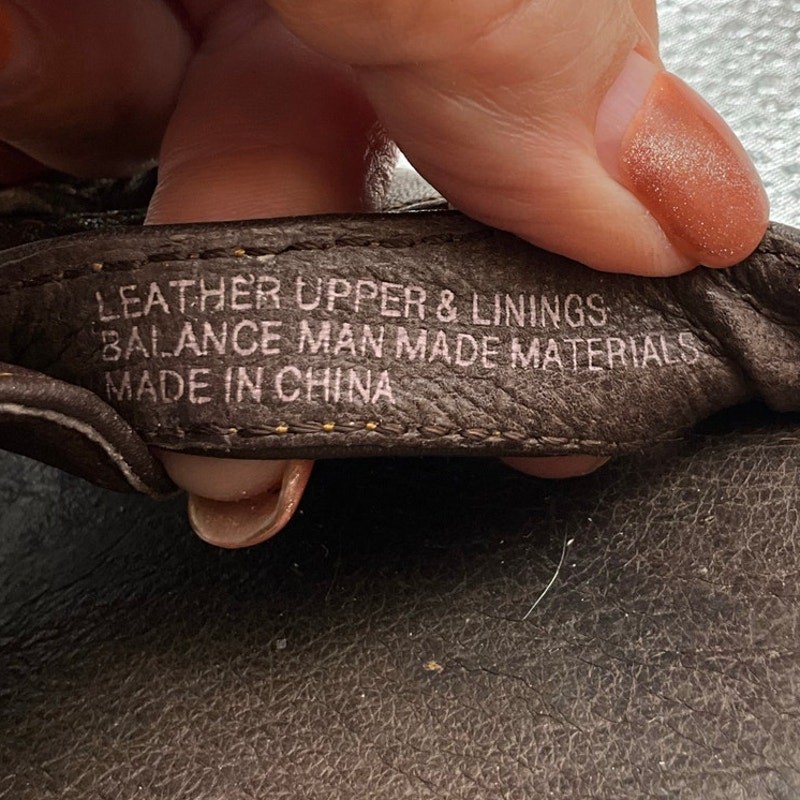 LEATHER UPPER & LININGS
BALANCE MAN MADE MATERIALS
MADE IN CHINA